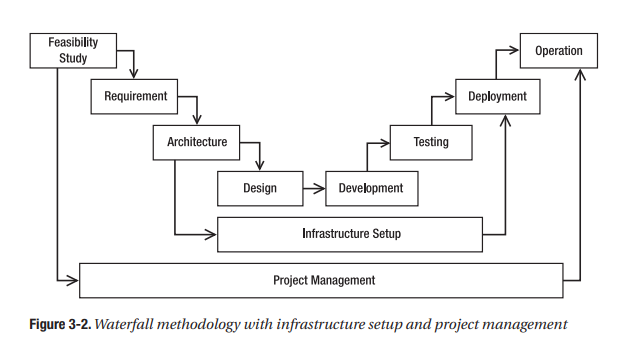 Feasibility
Study
Operation
Requirement
Deployment
Architecture
Testing
Design
Development
Infrastructure Setup
Project Management
Figure 3-2. Waterfall methodology with infrastructure setup and project management